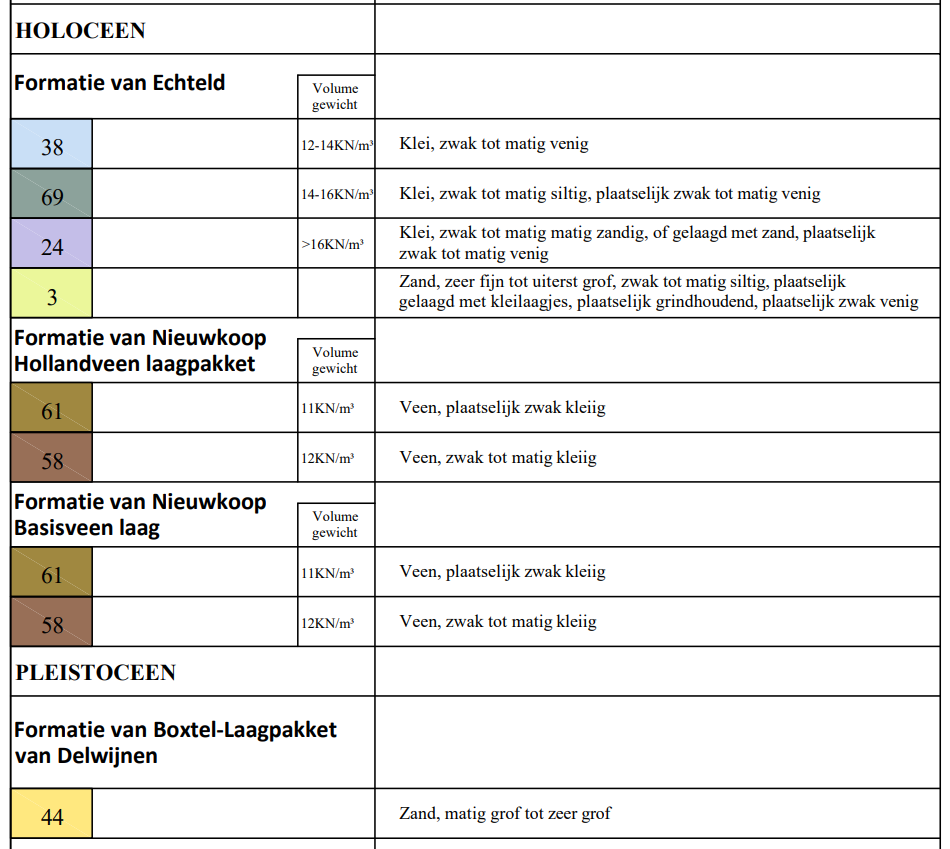 HOLOCEEN
Formatie van Echteld
Volume
gewicht
38 12-14KN/m³ Klei, zwak tot matig venig
69 14-16KN/m³ Klei, zwak tot matig siltig, plaatselijk zwak tot matig venig
24 >16KN/m³ Klei, zwak tot matig matig zandig, of gelaagd met zand, plaatselijk
zwak tot matig venig
3 Zand, zeer fijn tot uiterst grof, zwak tot matig siltig, plaatselijk
gelaagd met kleilaagjes, plaatselijk grindhoudend, plaatselijk zwak venig
Formatie van Nieuwkoop
Hollandveen laagpakket
Volume
gewicht
61 11KN/m³ Veen, plaatselijk zwak kleiig
58 12KN/m³ Veen, zwak tot matig kleiig
Formatie van Nieuwkoop
Basisveen laag
Volume
gewicht
61 11KN/m³ Veen, plaatselijk zwak kleiig
58 12KN/m³ Veen, zwak tot matig kleiig
PLEISTOCEEN
Formatie van Boxtel-Laagpakket
van Delwijnen
44 Zand, matig grof tot zeer grof